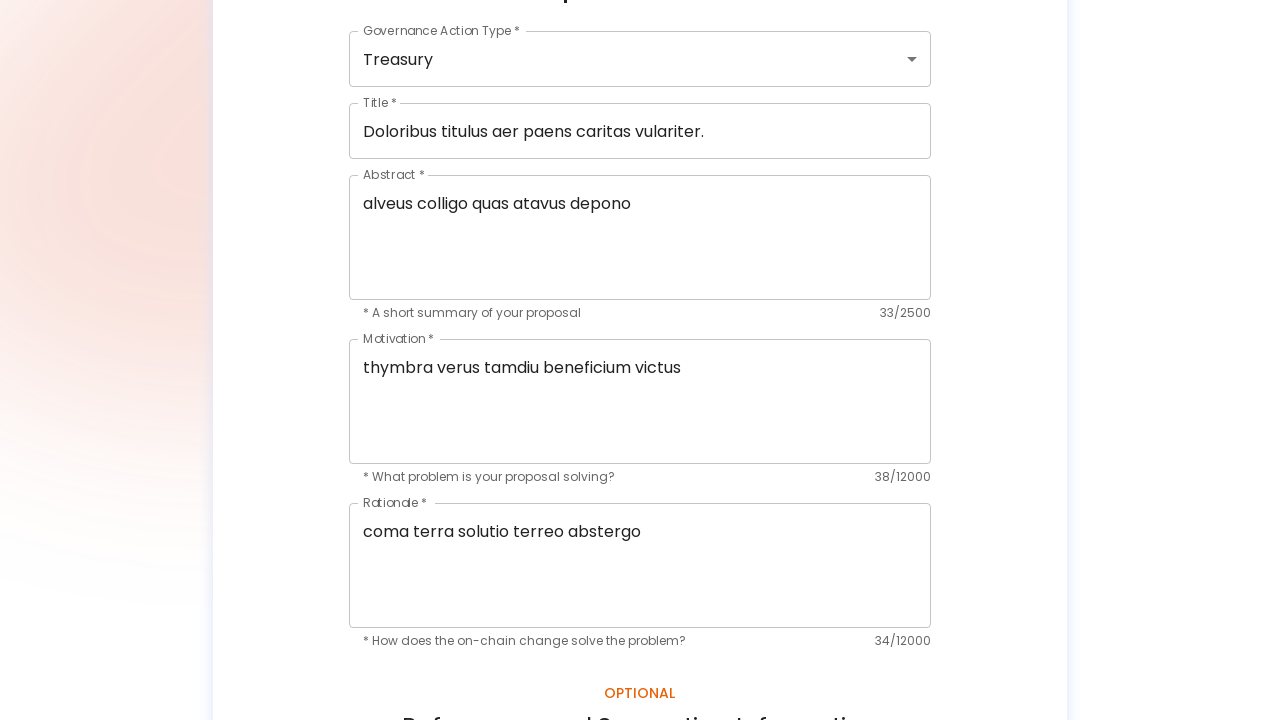 Governance Action Type *
Treasury
Title *
Doloribus titulus aer paens caritas vulariter.
Abstract *
alveus colligo quas atavus depono
* A short summary of your proposal 33/2500
Motivation *
thymbra verus tamdiu beneficium victus
* What problem is your proposal solving? 38/12000
Rationale *
coma terra solutio terreo abstergo
* How does the on-chain change solve the problem? 34/12000
OPTIONAL